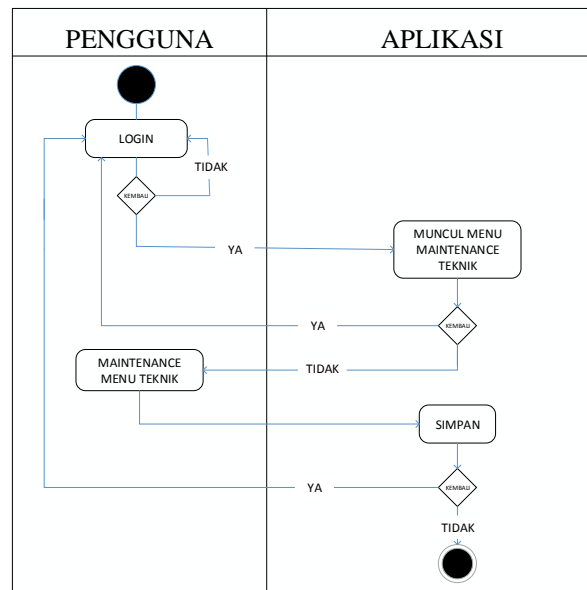 PENGGUNA
APLIKASI
LOGIN
TIDAK
KEMBALI
YA
MUNCUL MENU
MAINTENANCE
TEKNIK
KEMBALI
YA
TIDAK
MAINTENANCE
MENU TEKNIK
SIMPAN
KEMBALI
YA
TIDAK